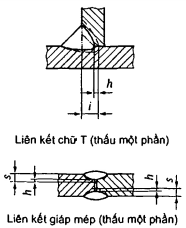 h
i
Liên kết chữ T (thấu một phần)
s
h
h
s
Liên kết giáp mép (thấu một phần)